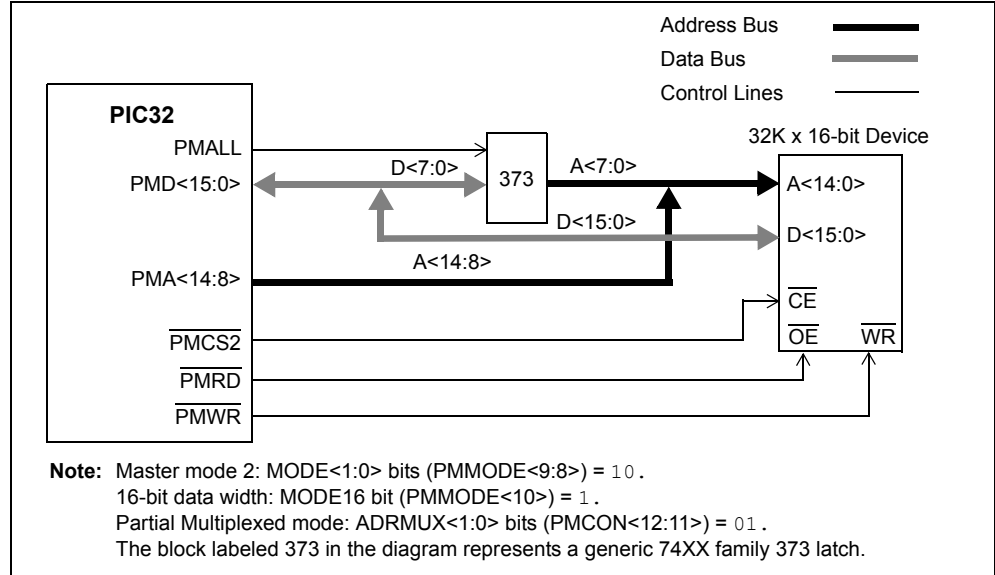 Address Bus
Data Bus
Control Lines
PIC32
32K x 16-bit Device
PMALL
D<7:0>
373
A<7:0>
PMD<15:0>
A<14:0>
D<15:0>
D<15:0>
A<14:8>
PMA<14:8>
CE
PMCS2
OE
WR
PMRD
PMWR
Note: Master mode 2: MODE<1:0> bits (PMMODE<9:8>) = 10.
16-bit data width: MODE16 bit (PMMODE<10>) = 1.
Partial Multiplexed mode: ADRMUX<1:0> bits (PMCON<12:11>) = 01.
The block labeled 373 in the diagram represents a generic 74XX family 373 latch.